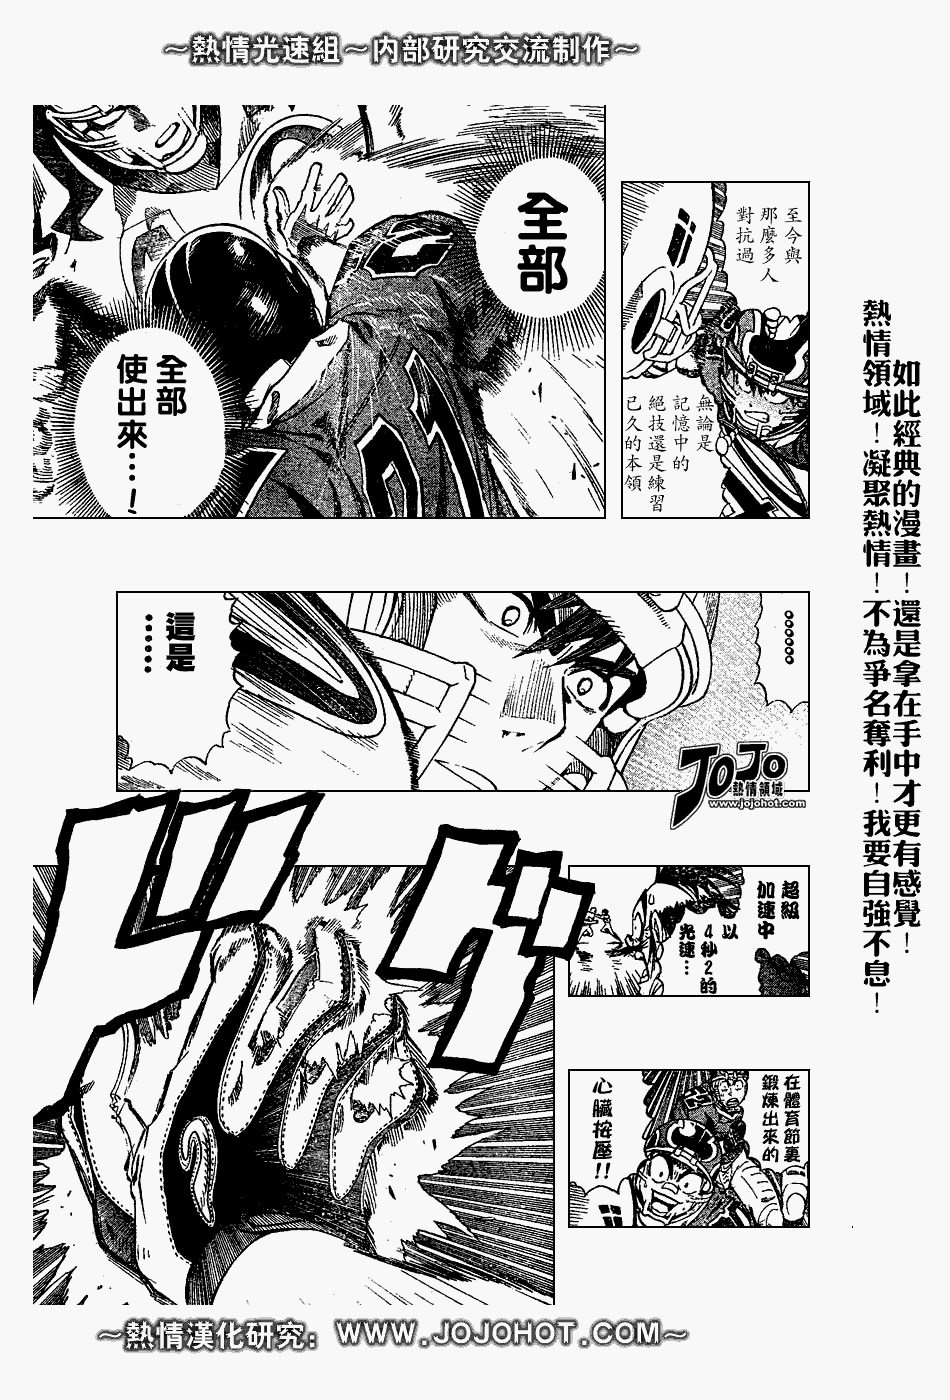 ～熱情光速組～内部研究交流制作～
至今與
那麼多人
對抗過
無論是
記憶中的
絕技還是練習
已久的本領
全部
全部
使出來…！
……
這是
……
JOJO
熱情領域
www.jojohot.com
超級
加速中
以
4秒2的
光速…
在體育節裏
鍛煉出來的
心臟按壓!!
ドドッ
如此經典的漫畫！還是拿在手中才更有感覺！
熱情領域！凝聚熱情！不為爭名奪利！我要自強不息！
～熱情漢化研究：WWW.JOJOHOT.COM～